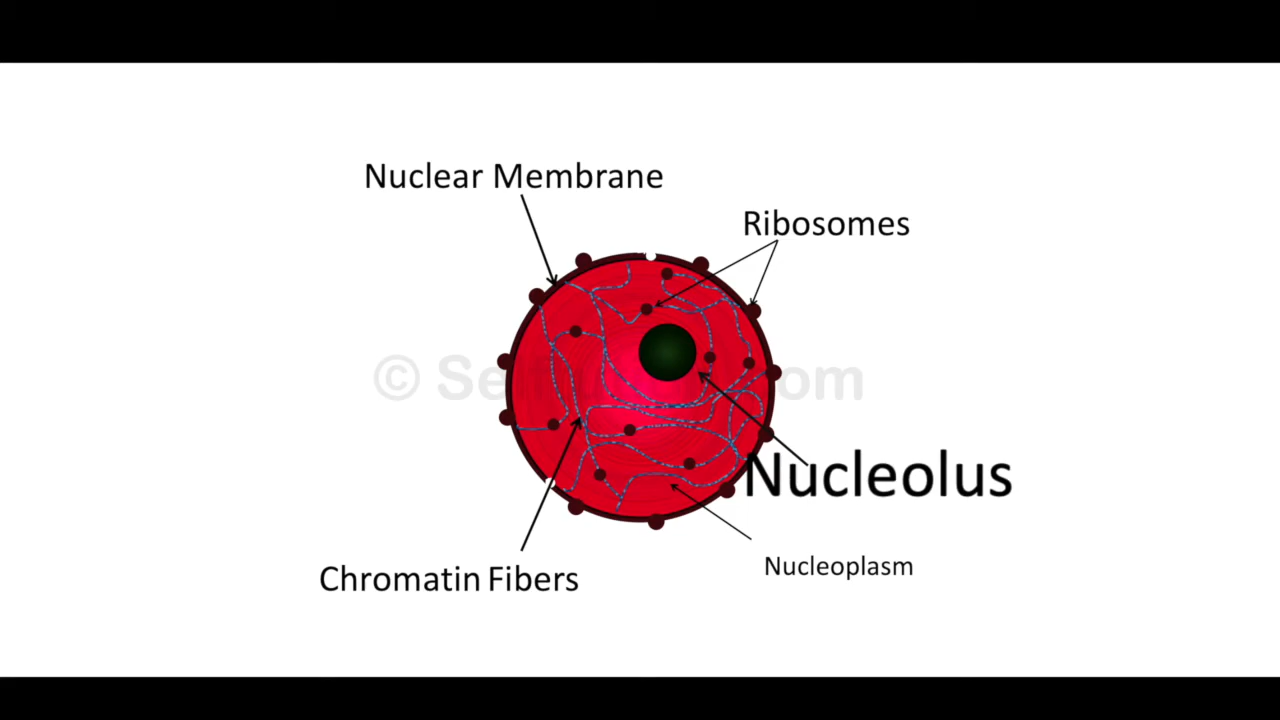 Nuclear Membrane
Ribosomes
Nucleolus
Chromatin Fibers
Nucleoplasm